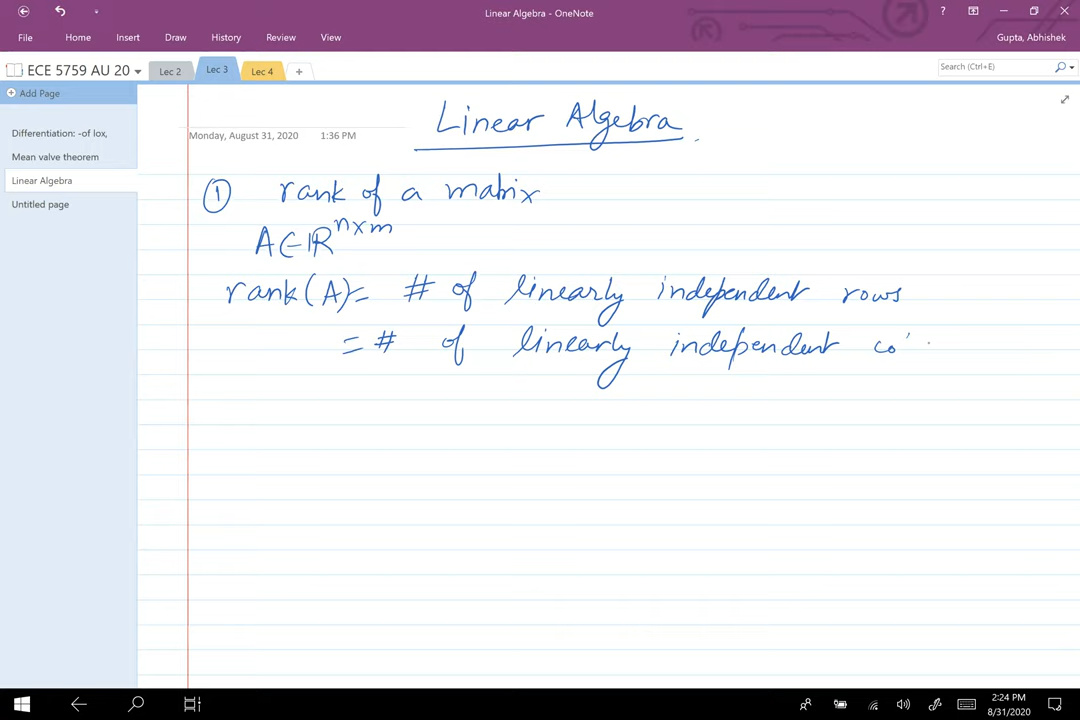 Linear Algebra - OneNote
?
File Home Insert Draw History Review View
Gupta, Abhishek
ECE 5759 AU 20 Lec 2 Lec 3 Lec 4 +
Search (Ctrl+E)
Add Page
Differentiation: -of lox,
Mean valve theorem
Linear Algebra
Untitled page
Linear Algebra
Monday, August 31, 2020 1:36 PM
① rank of a matrix
A ∈ ℝ^{n×m}
rank(A) = # of linearly independent rows
= # of linearly independent co
2:24 PM
8/31/2020